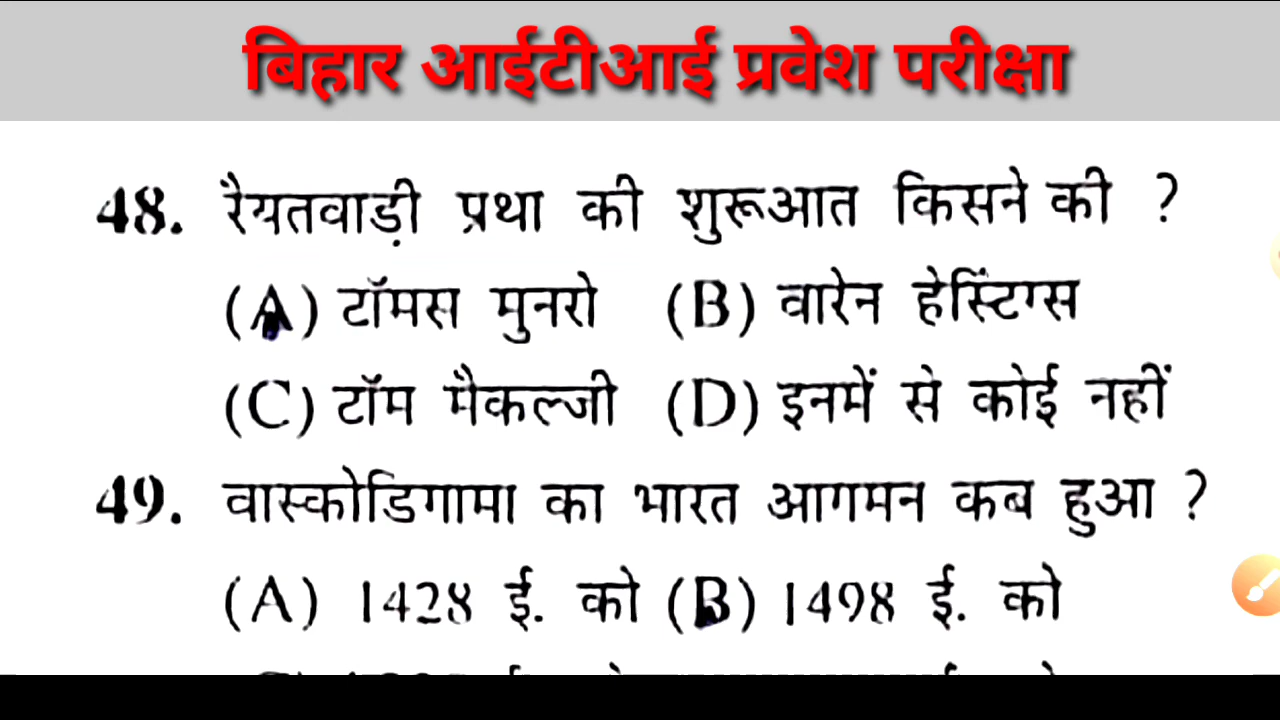 बिहार आईटीआई प्रवेश परीक्षा
48. रैयतवाड़ी प्रथा की शुरूआत किसने की ?
(A) टॉमस मुनरो (B) वारेन हेस्टिंग्स
(C) टॉम मैकल्जी (D) इनमें से कोई नहीं
49. वास्कोडिगामा का भारत आगमन कब हुआ ?
(A) 1428 ई. को (B) 1498 ई. को